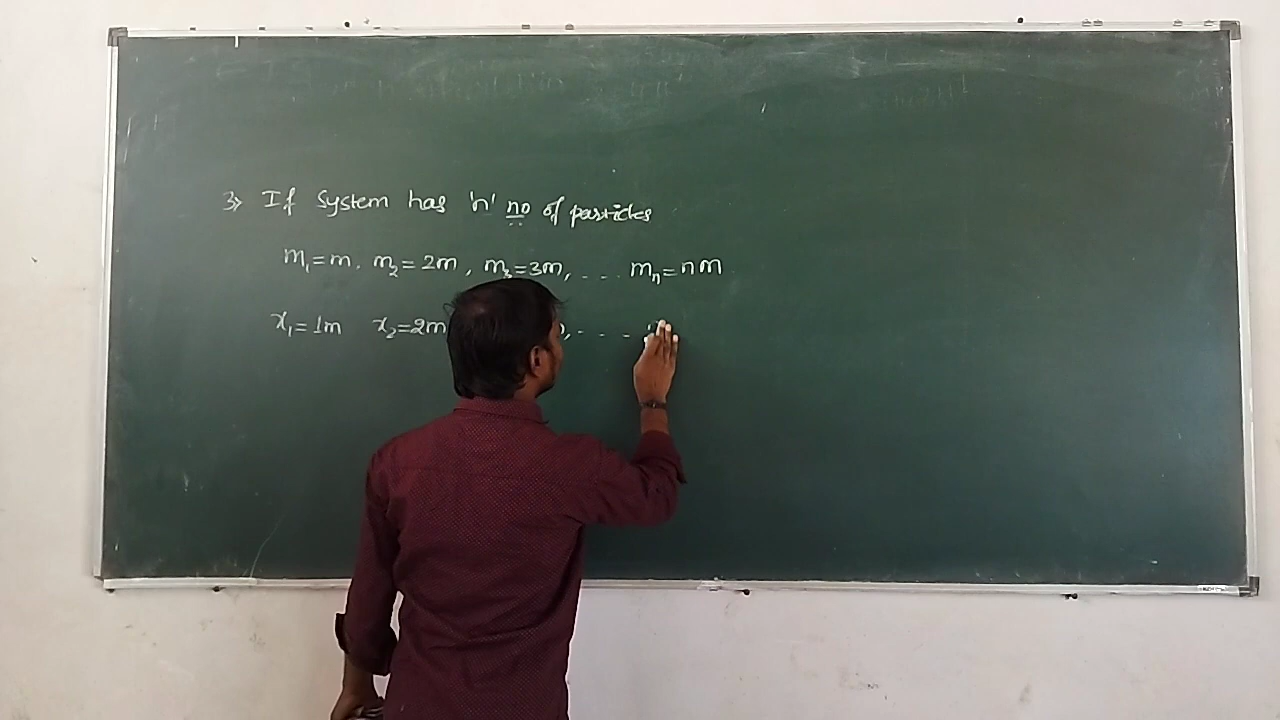 3) If System has 'n' no of particles
m₁=m. m₂=2m, m₃=3m, ... mₙ=nm
x₁=1m x₂=2m , - - -